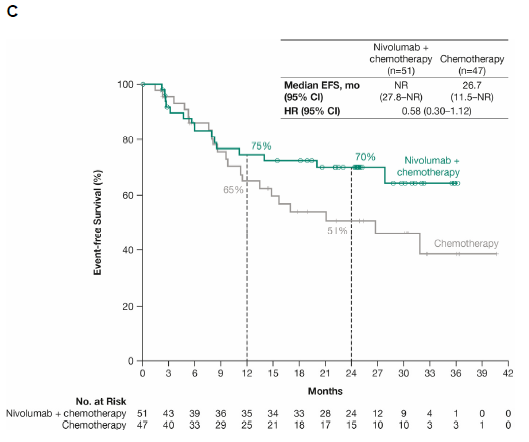 C
Nivolumab +
chemotherapy
(n=51)
Chemotherapy
(n=47)
Median EFS, mo
(95% CI)
NR
(27.8–NR)
26.7
(11.5–NR)
HR (95% CI)
0.58 (0.30–1.12)
Event-free Survival (%)
100
80
60
40
20
0
75%
70%
65%
51%
Nivolumab +
chemotherapy
Chemotherapy
0 3 6 9 12 15 18 21 24 27 30 33 36 39 42
Months
No. at Risk
Nivolumab + chemotherapy 51 43 39 36 35 34 33 28 24 12 9 4 1 0 0
Chemotherapy 47 40 33 29 25 21 18 17 15 10 10 3 3 1 0